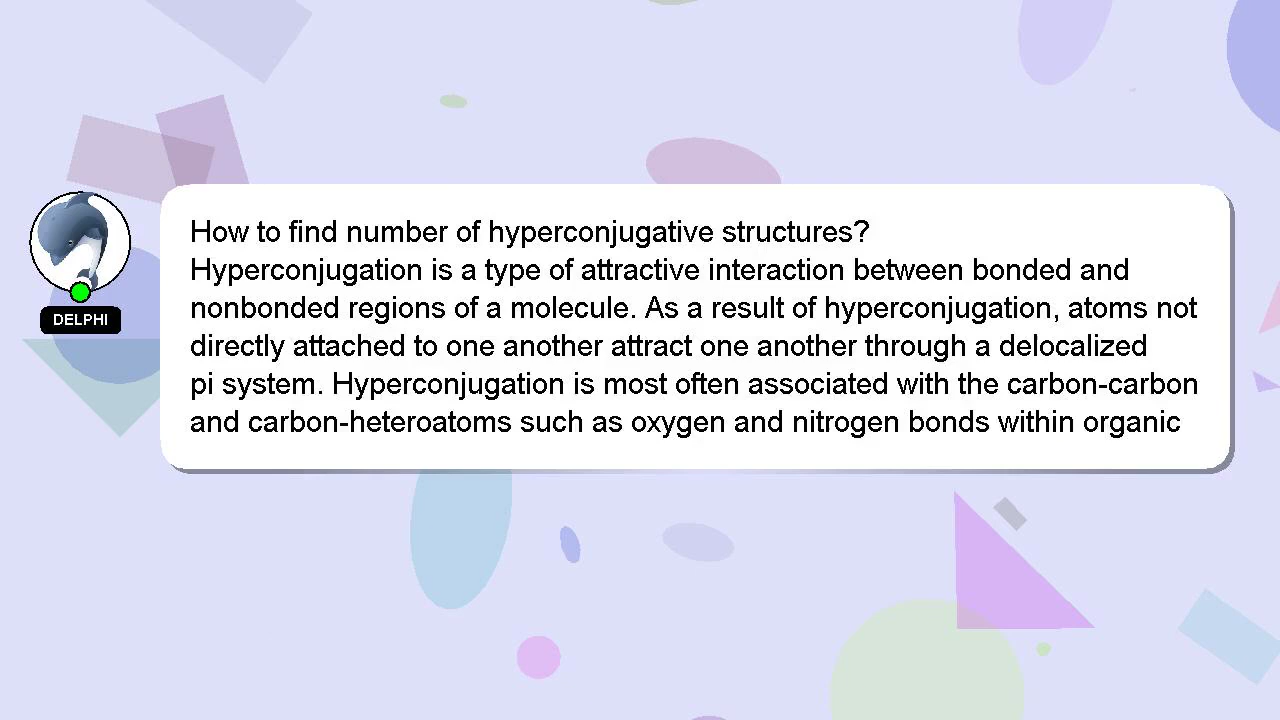 How to find number of hyperconjugative structures?
Hyperconjugation is a type of attractive interaction between bonded and
nonbonded regions of a molecule. As a result of hyperconjugation, atoms not
directly attached to one another attract one another through a delocalized
pi system. Hyperconjugation is most often associated with the carbon-carbon
and carbon-heteroatoms such as oxygen and nitrogen bonds within organic
DELPHI